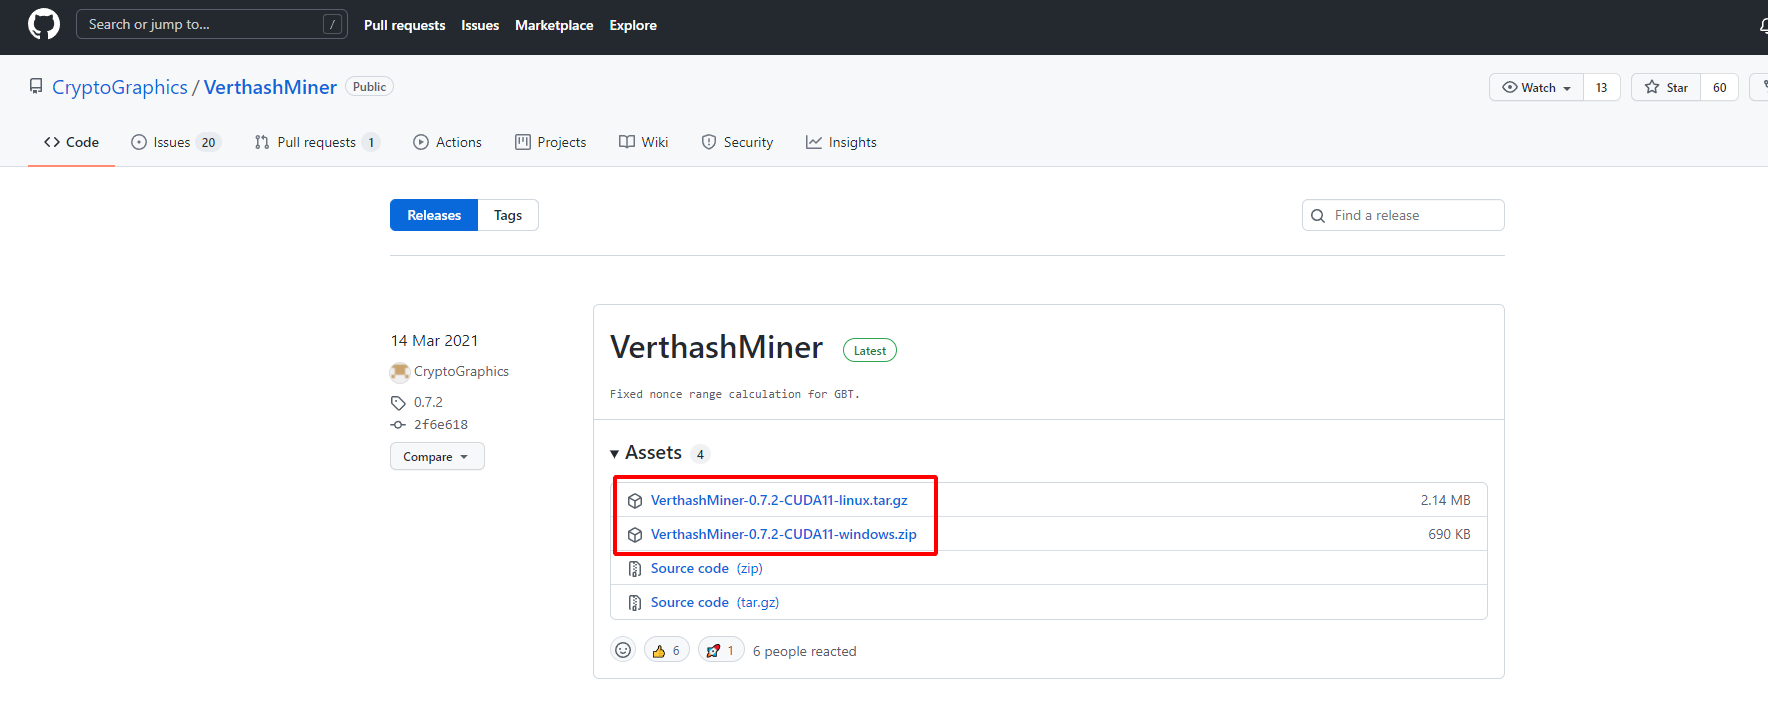 Search or jump to... / Pull requests Issues Marketplace Explore
CryptoGraphics / VerthashMiner Public Watch 13 Star 60
Code Issues 20 Pull requests 1 Actions Projects Wiki Security Insights
Releases Tags Find a release
14 Mar 2021
CryptoGraphics
0.7.2
2f6e618
Compare
VerthashMiner Latest
Fixed nonce range calculation for GBT.
Assets 4
VerthashMiner-0.7.2-CUDA11-linux.tar.gz 2.14 MB
VerthashMiner-0.7.2-CUDA11-windows.zip 690 KB
Source code (zip)
Source code (tar.gz)
6 1 6 people reacted